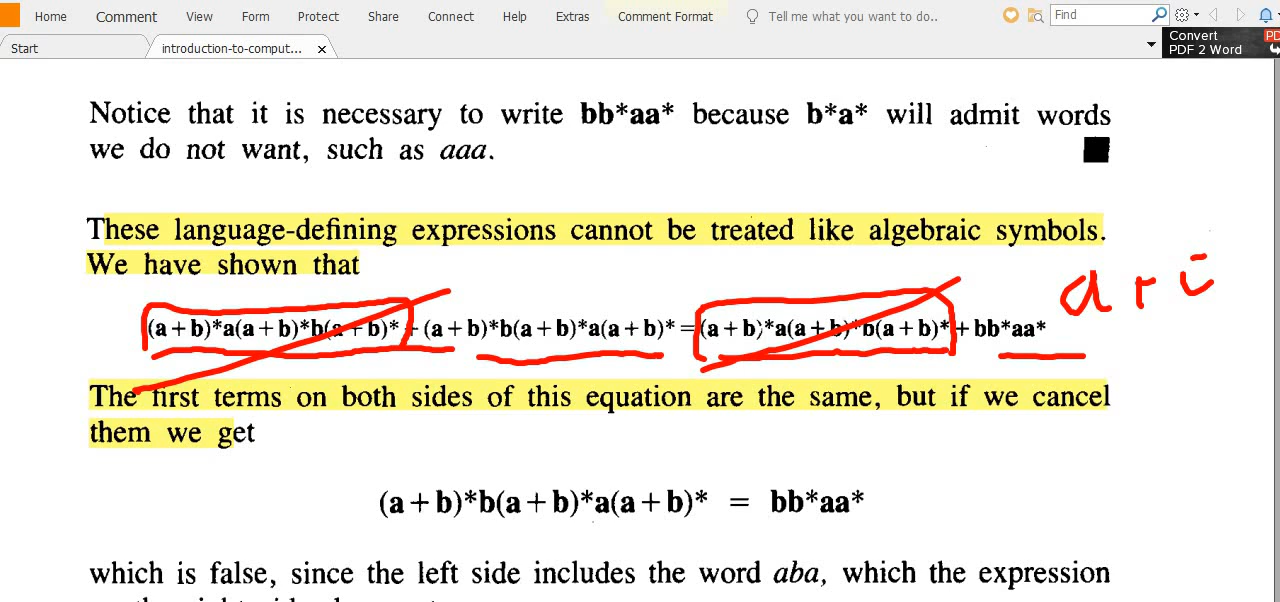 Home Comment View Form Protect Share Connect Help Extras Comment Format Tell me what you want to do.. Find
Start introduction-to-comput... x Convert PDF 2 Word PD
Notice that it is necessary to write bb*aa* because b*a* will admit words
we do not want, such as aaa.
These language-defining expressions cannot be treated like algebraic symbols.
We have shown that
(a+b)*a(a+b)*b(a+b)* + (a+b)*b(a+b)*a(a+b)* = (a+b)*a(a+b)*b(a+b)* + bb*aa*
The first terms on both sides of this equation are the same, but if we cancel
them we get
(a+b)*b(a+b)*a(a+b)* = bb*aa*
which is false, since the left side includes the word aba, which the expression